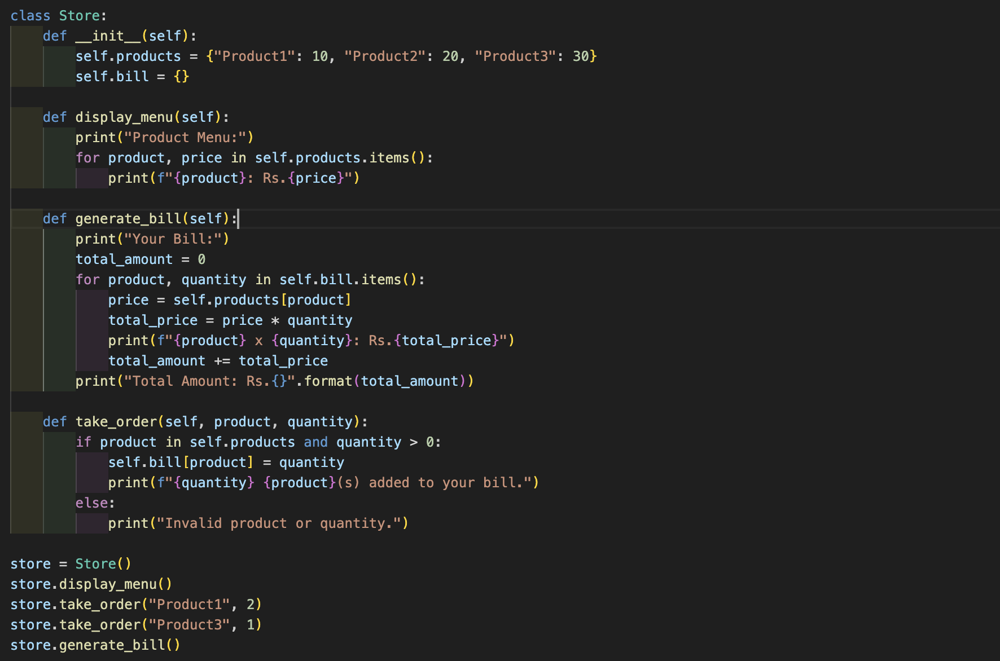 class Store:
    def __init__(self):
        self.products = {"Product1": 10, "Product2": 20, "Product3": 30}
        self.bill = {}

    def display_menu(self):
        print("Product Menu:")
        for product, price in self.products.items():
            print(f"{product}: Rs.{price}")

    def generate_bill(self):
        print("Your Bill:")
        total_amount = 0
        for product, quantity in self.bill.items():
            price = self.products[product]
            total_price = price * quantity
            print(f"{product} x {quantity}: Rs.{total_price}")
            total_amount += total_price
        print("Total Amount: Rs.{}".format(total_amount))

    def take_order(self, product, quantity):
        if product in self.products and quantity > 0:
            self.bill[product] = quantity
            print(f"{quantity} {product}(s) added to your bill.")
        else:
            print("Invalid product or quantity.")

store = Store()
store.display_menu()
store.take_order("Product1", 2)
store.take_order("Product3", 1)
store.generate_bill()